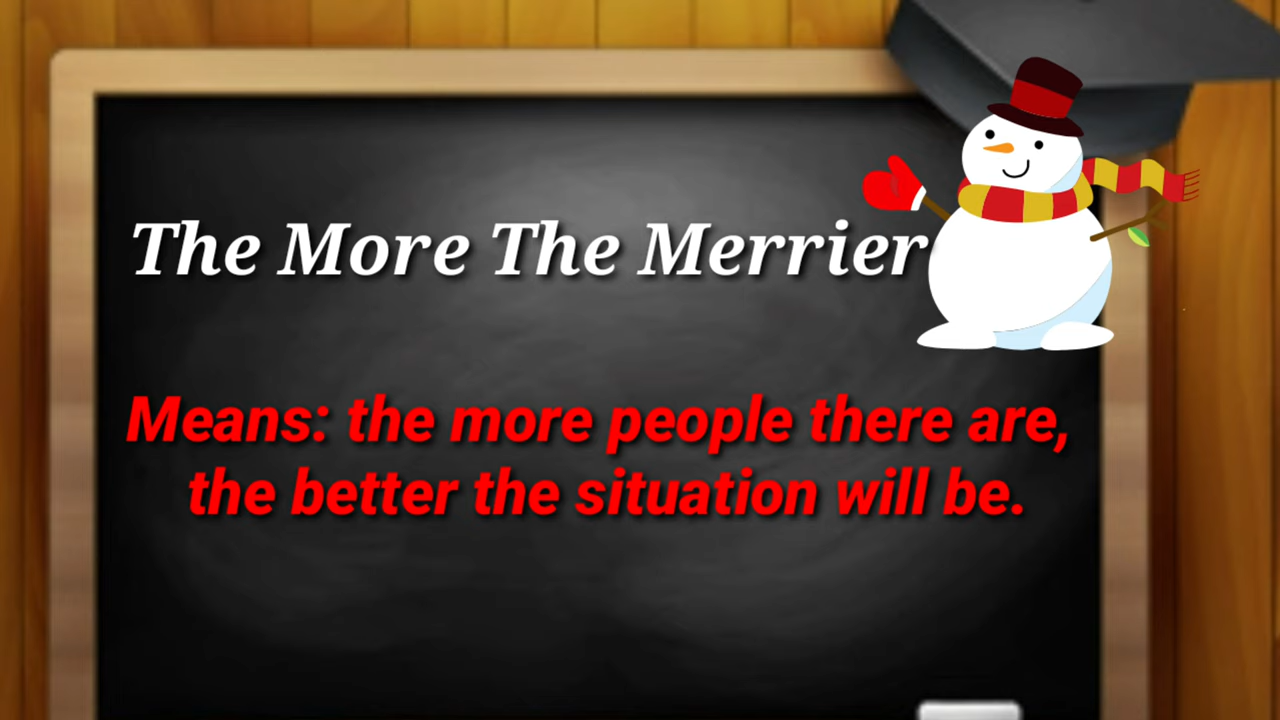 The More The Merrier
Means: the more people there are,
the better the situation will be.